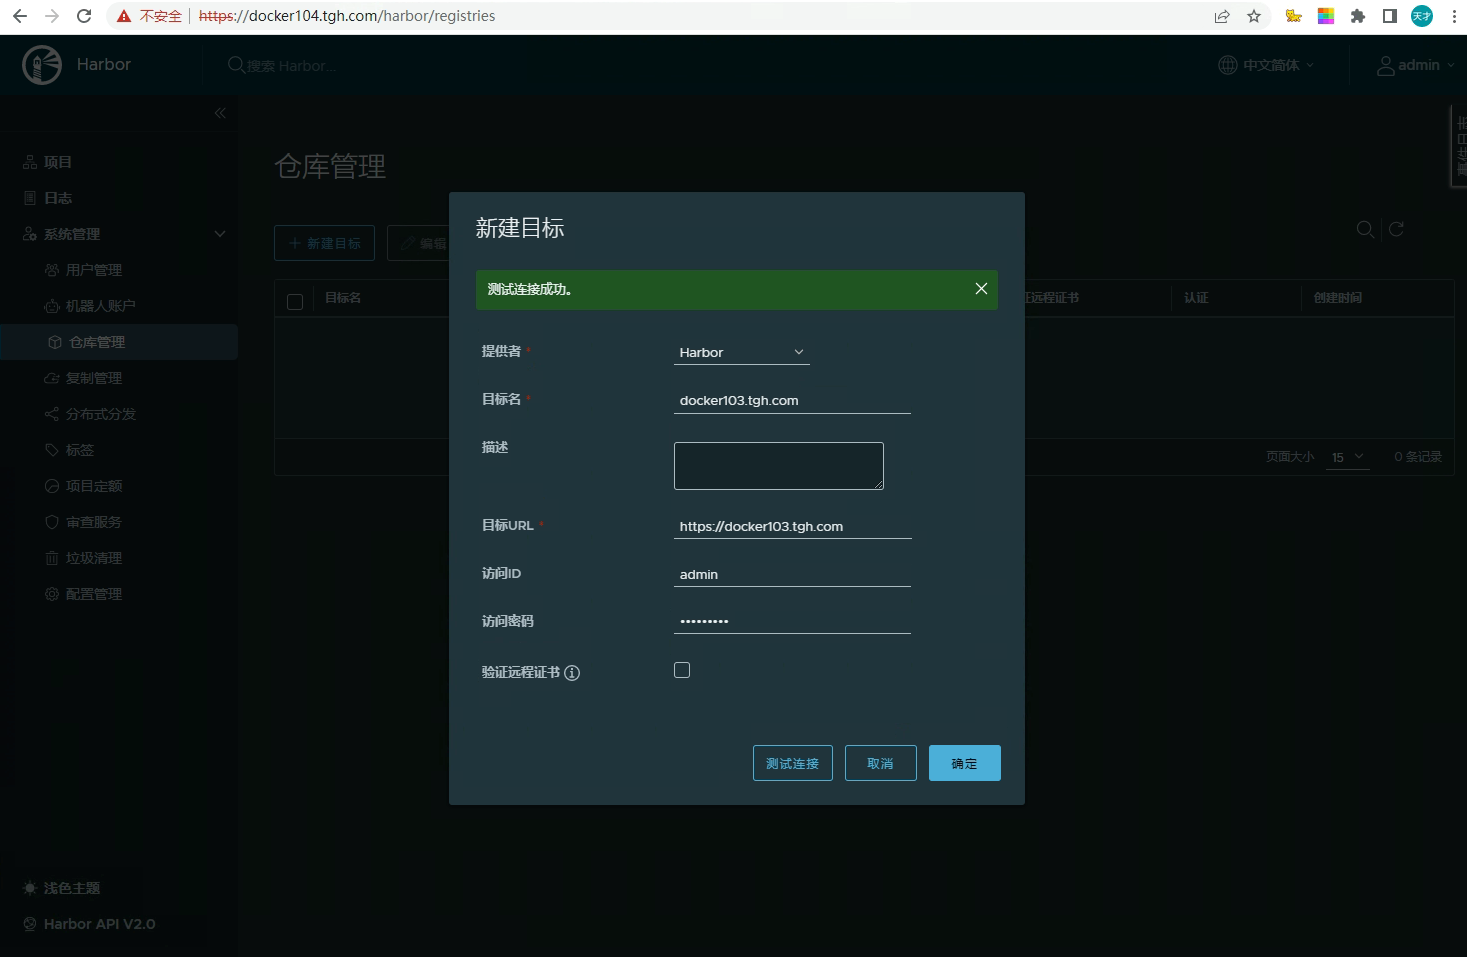 不安全 https://docker104.tgh.com/harbor/registries
天才
Harbor
搜索 Harbor...
中文简体
admin
项目
日志
系统管理
用户管理
机器人账户
仓库管理
复制管理
分布式分发
标签
项目定额
审查服务
垃圾清理
配置管理
浅色主题
Harbor API V2.0
仓库管理
新建目标
编辑
目标名
远程证书
认证
创建时间
页面大小
15
0 条记录
新建目标
测试连接成功。
提供者 *
Harbor
目标名 *
docker103.tgh.com
描述
目标URL *
https://docker103.tgh.com
访问ID
admin
访问密码
•••••••••
验证远程证书
测试连接
取消
确定